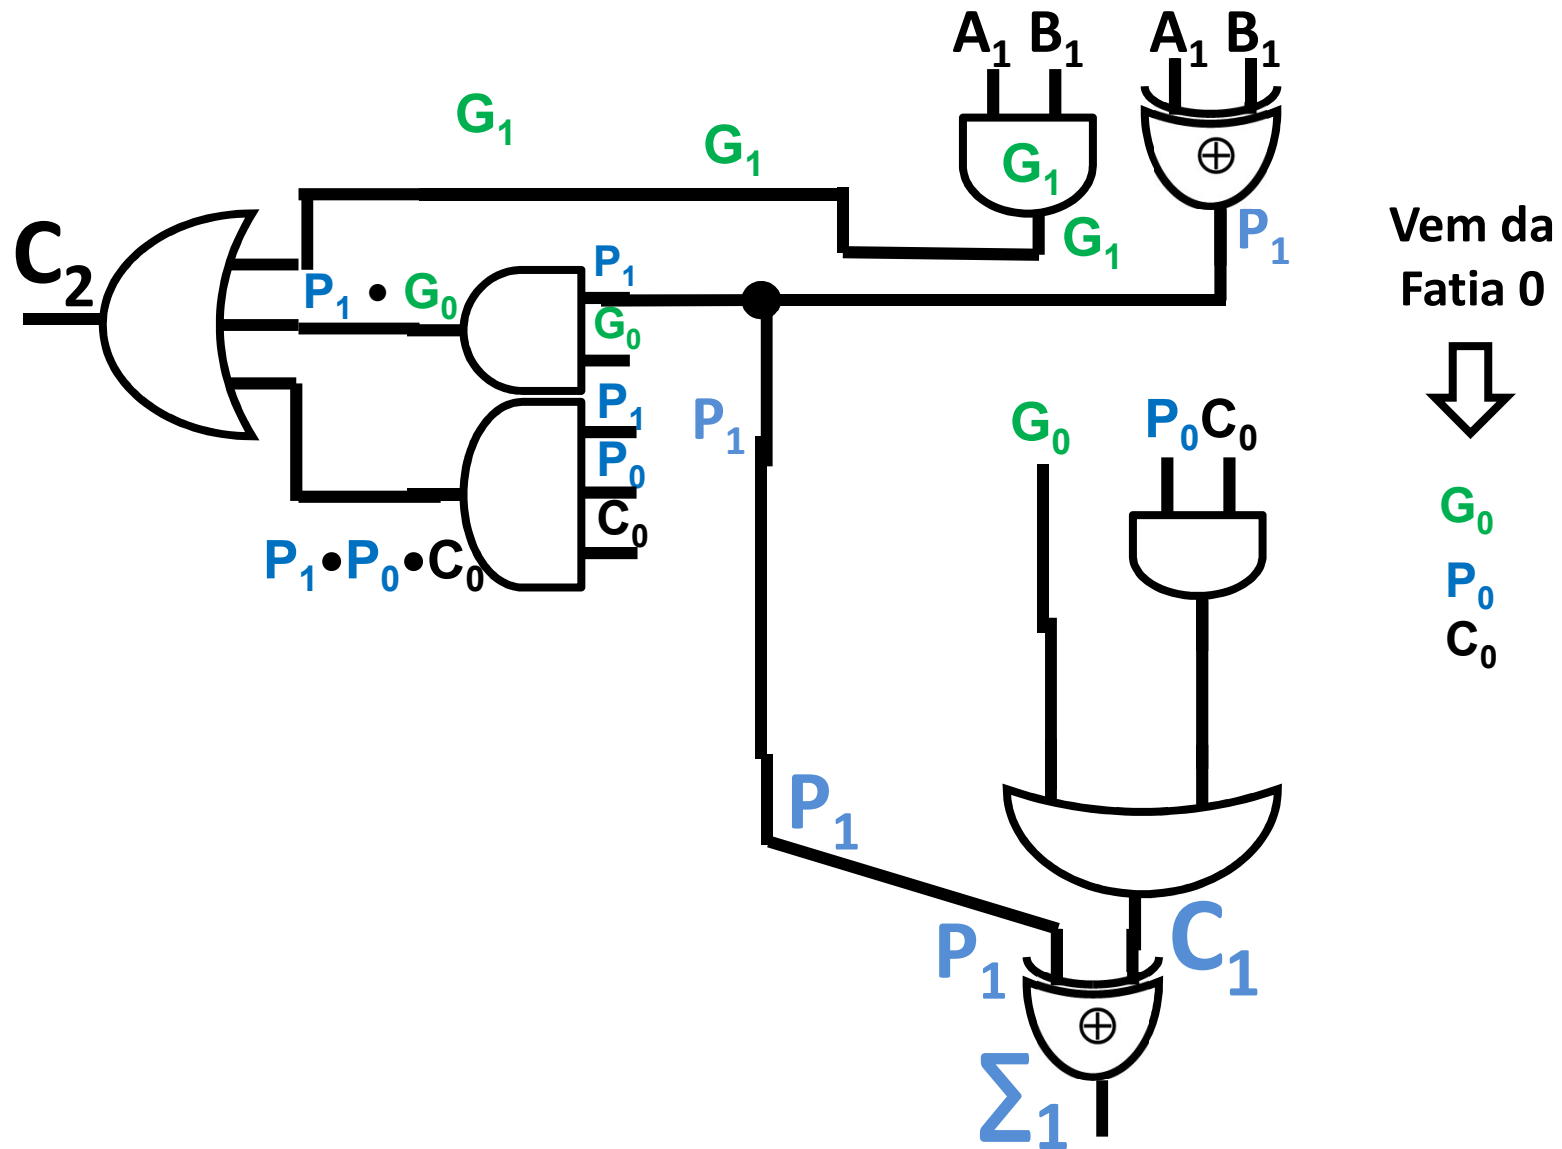 A₁ B₁ A₁ B₁
G₁
G₁
G₁
P₁
G₁
Vem da
Fatia 0
C₂
P₁ • G₀
P₁
G₀
P₁
P₀
C₀
P₁•P₀•C₀
P₁
G₀
P₀C₀
G₀
P₀
C₀
P₁
P₁
C₁
∑₁